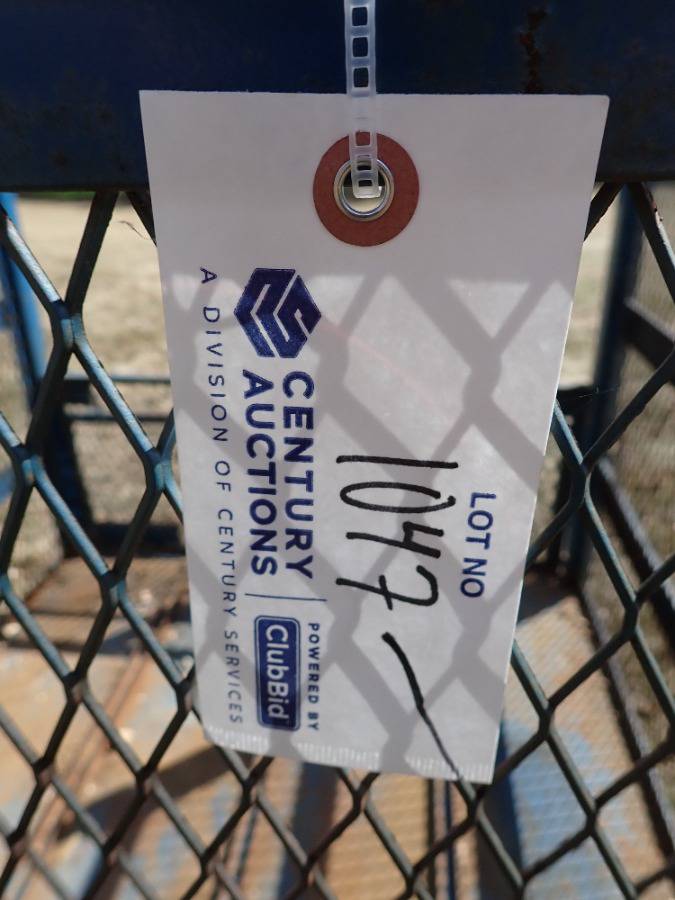 LOT NO
1047
CENTURY
AUCTIONS
POWERED BY
ClubBid
A DIVISION OF CENTURY SERVICES